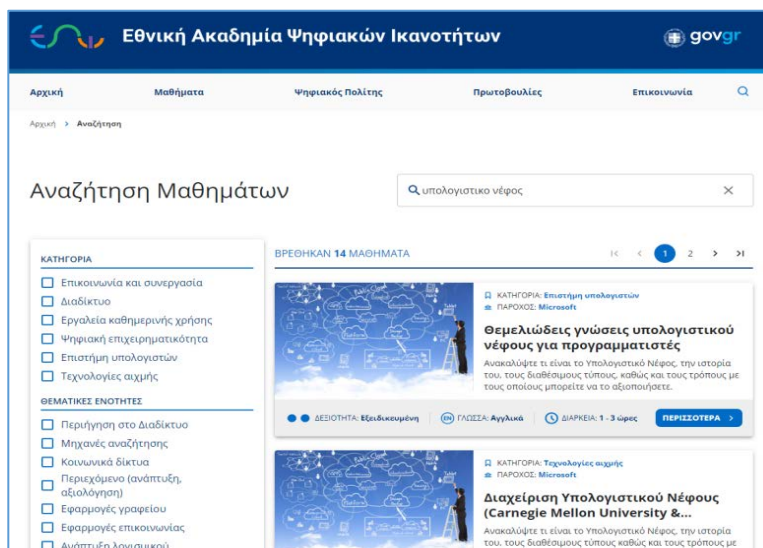 Εθνική Ακαδημία Ψηφιακών Ικανοτήτων
govgr
Αρχική
Μαθήματα
Ψηφιακός Πολίτης
Πρωτοβουλίες
Επικοινωνία
Αρχική > Αναζήτηση
Αναζήτηση Μαθημάτων
υπολογιστικο νέφος
ΚΑΤΗΓΟΡΙΑ
Επικοινωνία και συνεργασία
Διαδίκτυο
Εργαλεία καθημερινής χρήσης
Ψηφιακή επιχειρηματικότητα
Επιστήμη υπολογιστών
Τεχνολογίες αιχμής
ΘΕΜΑΤΙΚΕΣ ΕΝΟΤΗΤΕΣ
Περιήγηση στο Διαδίκτυο
Μηχανές αναζήτησης
Κοινωνικά δίκτυα
Περιεχόμενο (ανάπτυξη,
αξιολόγηση)
Εφαρμογές γραφείου
Εφαρμογές επικοινωνίας
Ανάπτυξη λογισμικού
ΒΡΕΘΗΚΑΝ 14 ΜΑΘΗΜΑΤΑ
1 2
ΚΑΤΗΓΟΡΙΑ: Επιστήμη υπολογιστών
ΠΑΡΟΧΟΣ: Microsoft
Θεμελιώδεις γνώσεις υπολογιστικού
νέφους για προγραμματιστές
Ανακαλύψτε τι είναι το Υπολογιστικό Νέφος, την ιστορία
του, τους διαθέσιμους τύπους, καθώς και τους τρόπους με
τους οποίους μπορείτε να το αξιοποιήσετε.
ΔΕΞΙΟΤΗΤΑ: Εξειδικευμένη
EN ΓΛΩΣΣΑ: Αγγλικά
ΔΙΑΡΚΕΙΑ: 1 - 3 ώρες
ΠΕΡΙΣΣΟΤΕΡΑ >
ΚΑΤΗΓΟΡΙΑ: Τεχνολογίες αιχμής
ΠΑΡΟΧΟΣ: Microsoft
Διαχείριση Υπολογιστικού Νέφους
(Carnegie Mellon University &...
Ανακαλύψτε τι είναι το Υπολογιστικό Νέφος, την ιστορία
του, τους διαθέσιμους τύπους καθώς και τους τρόπους με